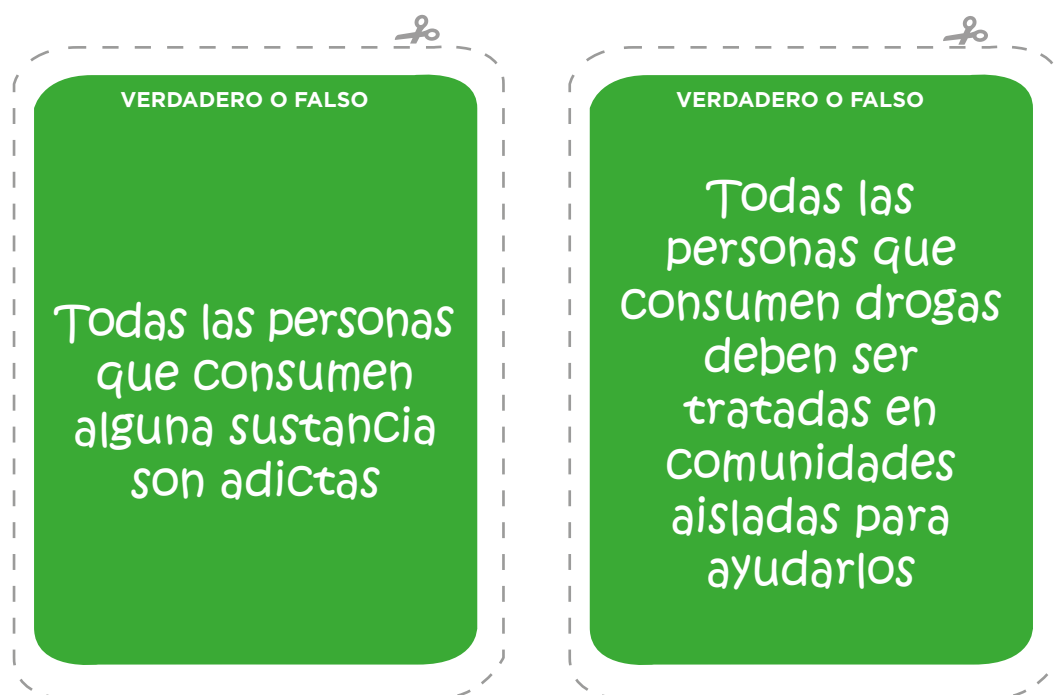 VERDADERO O FALSO
Todas las personas
que consumen
alguna sustancia
son adictas
VERDADERO O FALSO
Todas las
personas que
consumen drogas
deben ser
tratadas en
comunidades
aisladas para
ayudarlos